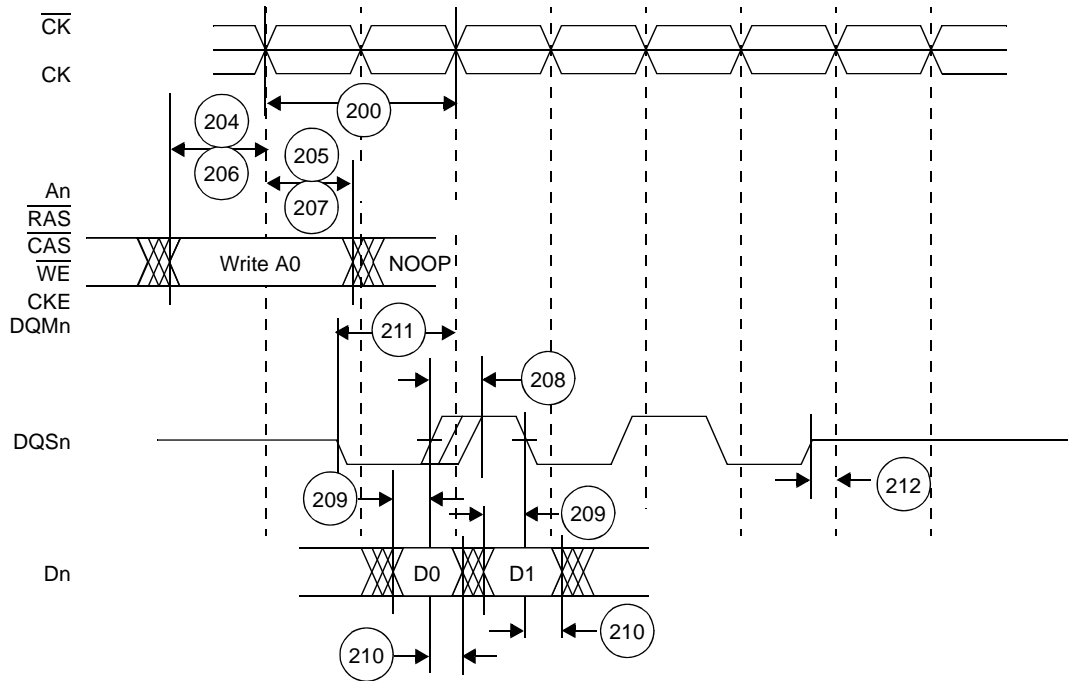 CK
CK
200
204
206
205
207
An
RAS
CAS
WE
CKE
DQMn
Write A0
NOOP
211
208
DQSn
212
209
209
Dn
D0
D1
210
210